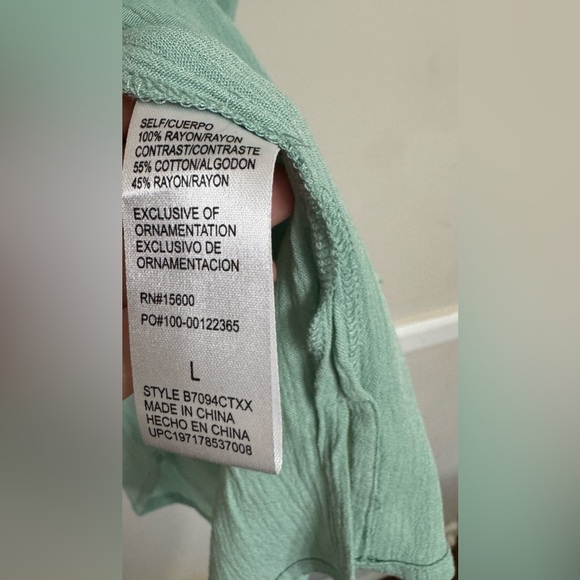 SELF/CUERPO
100% RAYON/RAYON
CONTRAST/CONTRASTE
55% COTTON/ALGODON
45% RAYON/RAYON
EXCLUSIVE OF
ORNAMENTATION
EXCLUSIVO DE
ORNAMENTACION
RN#15600
PO#100-00122365
L
STYLE B7094CTXX
MADE IN CHINA
HECHO EN CHINA
UPC197178537008